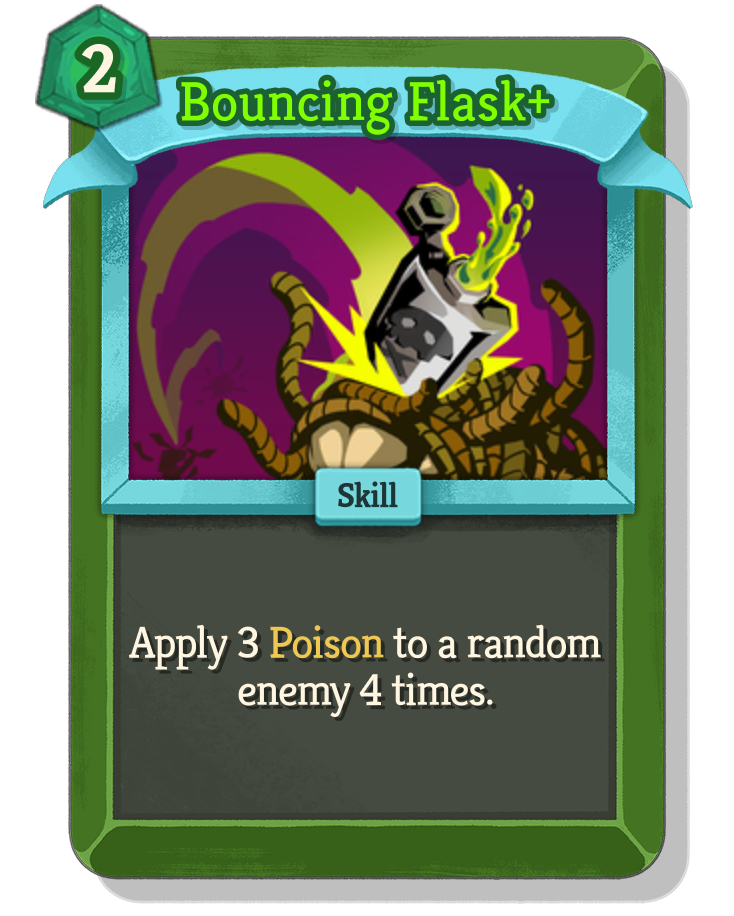 2
Bouncing Flask+
Skill
Apply 3 Poison to a random
enemy 4 times.